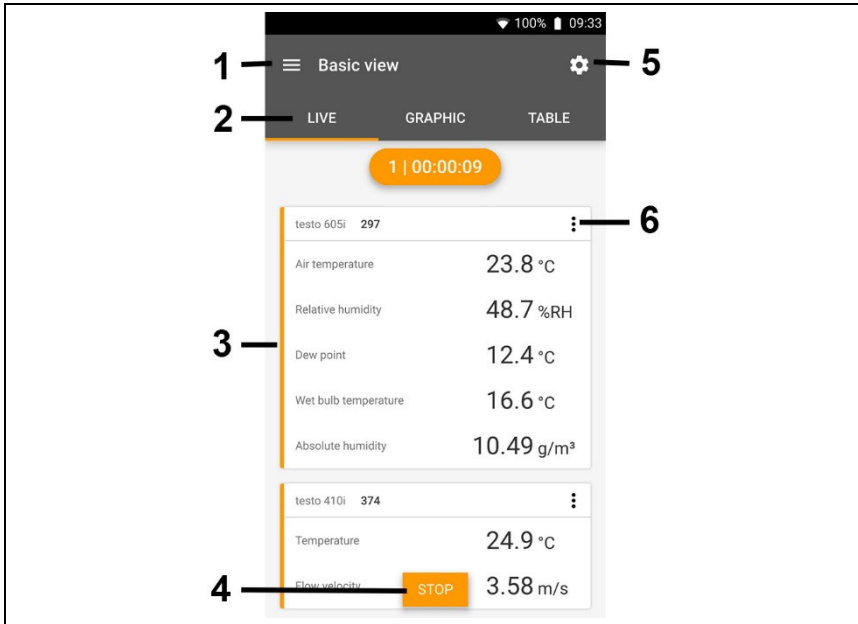 100% 09:33
1 Basic view 5
2 LIVE GRAPHIC TABLE
1 | 00:00:09
testo 605i 297 6
Air temperature 23.8 °C
Relative humidity 48.7 %RH
3 Dew point 12.4 °C
Wet bulb temperature 16.6 °C
Absolute humidity 10.49 g/m³
testo 410i 374
Temperature 24.9 °C
4 Flow velocity STOP 3.58 m/s